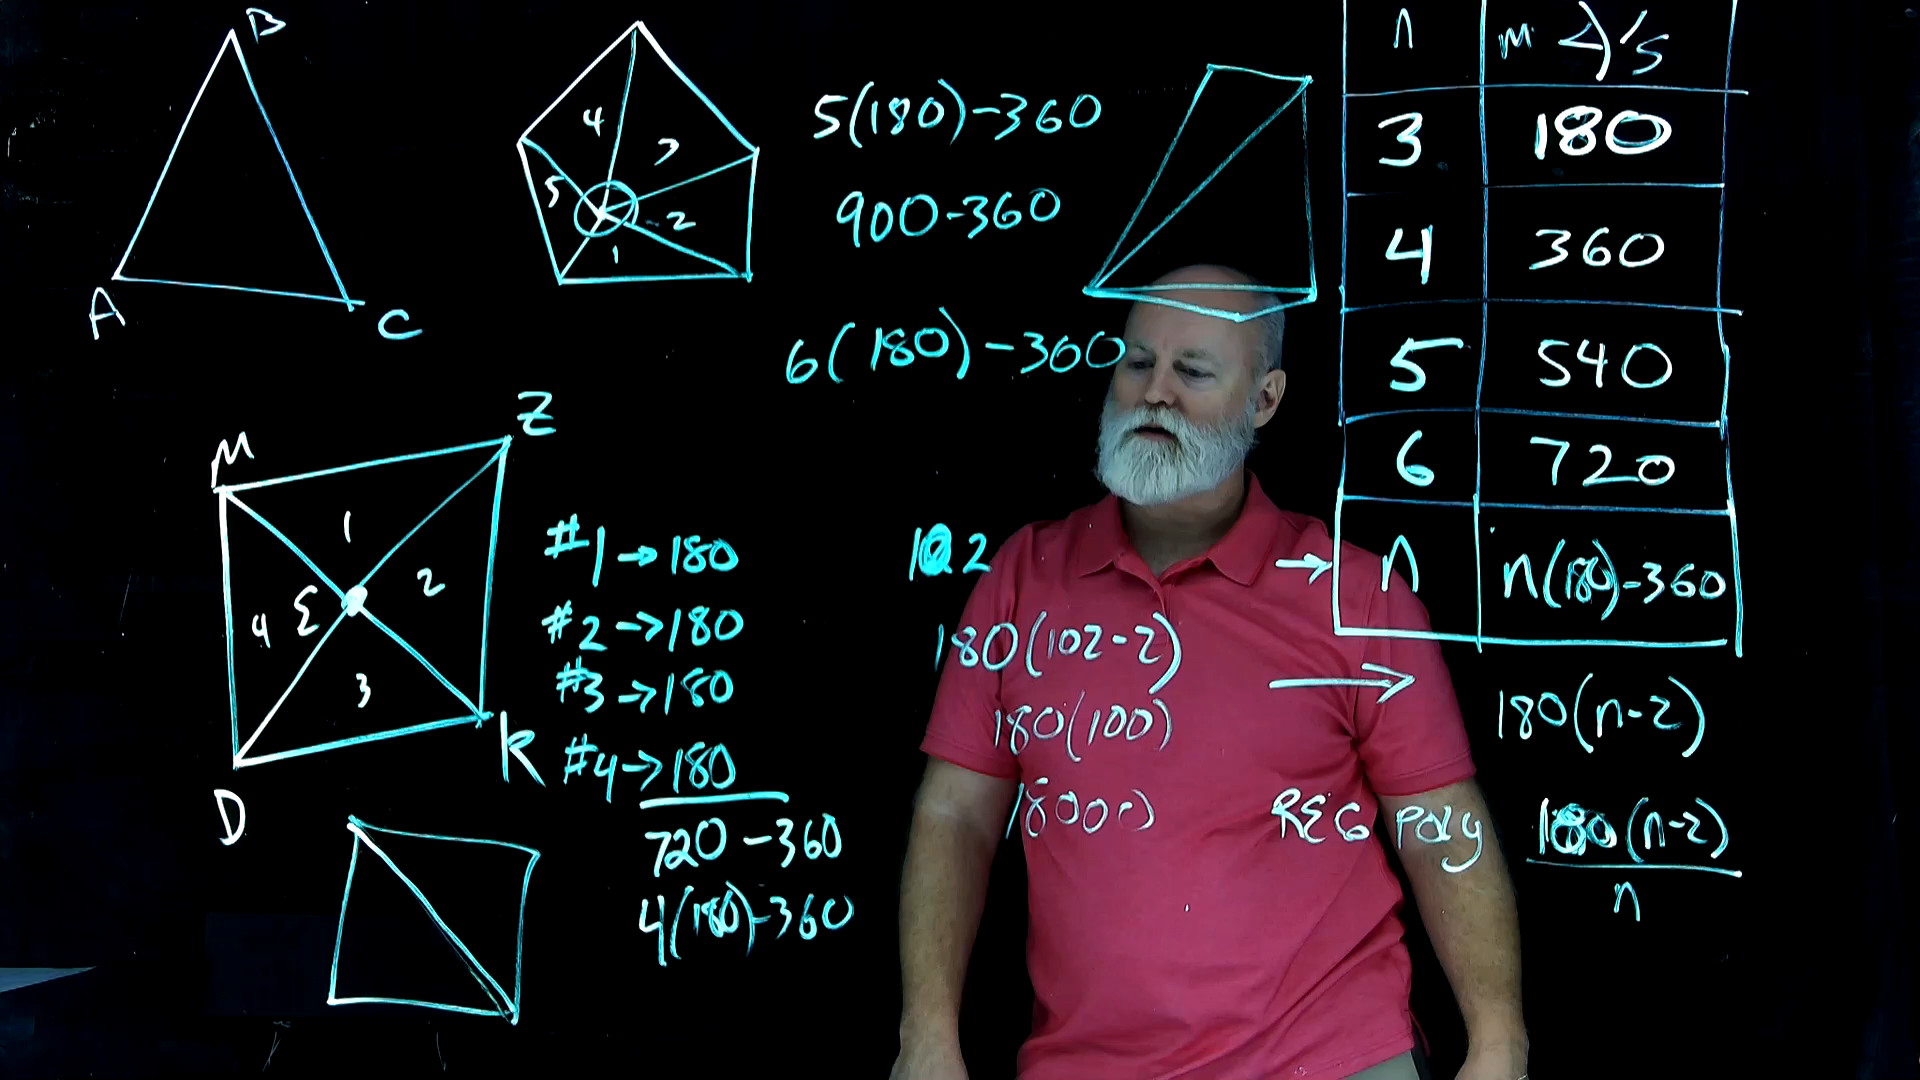 B
A
C
4
3
5
2
1
5(180)-360
900-360
6(180)-360
n m ∠'s
3 180
4 360
5 540
6 720
n n(180)-360
M
Z
1
2
4
E
3
D
K
#1→180
#2→180
#3→180
#4→180
720-360
4(180)-360
102
180(102-2)
180(100)
18000
→
→ 180(n-2)
REG POLY 180(n-2)
n